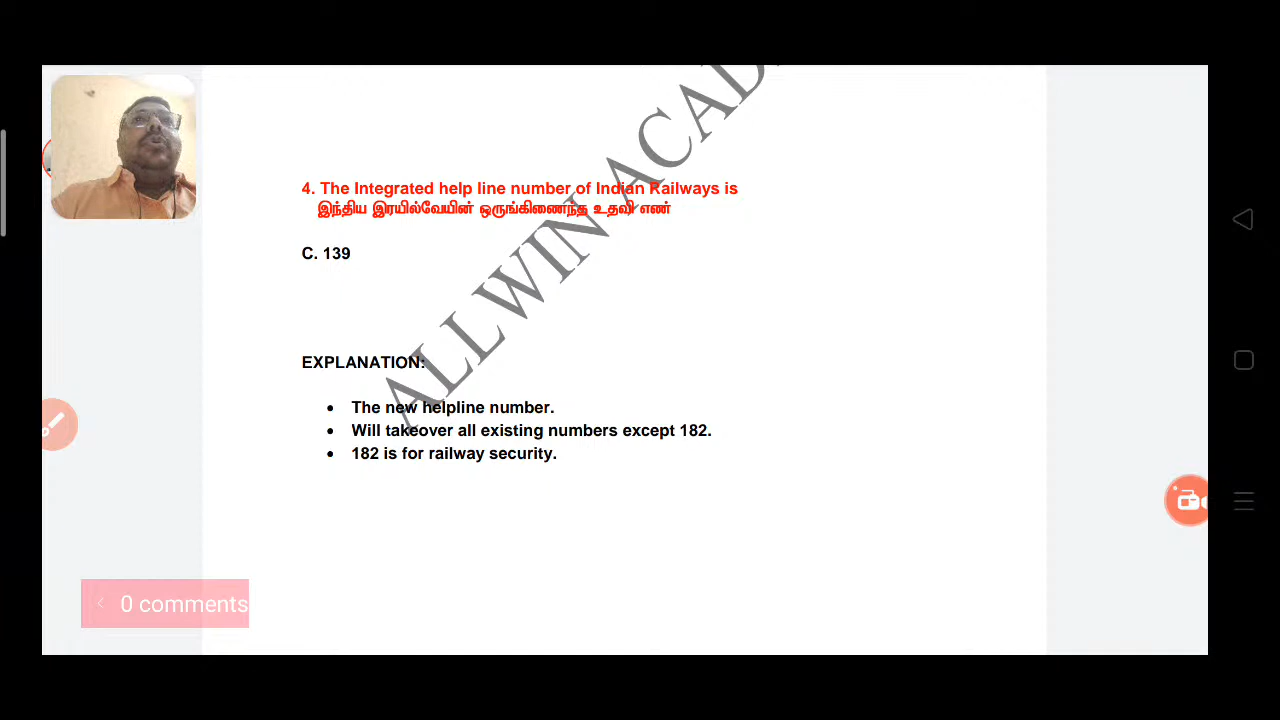 ALLWIN ACAD
4. The Integrated help line number of Indian Railways is
இந்திய இரயில்வேயின் ஒருங்கிணைந்த உதவி எண்
C. 139
EXPLANATION:
• The new helpline number.
• Will takeover all existing numbers except 182.
• 182 is for railway security.
0 comments